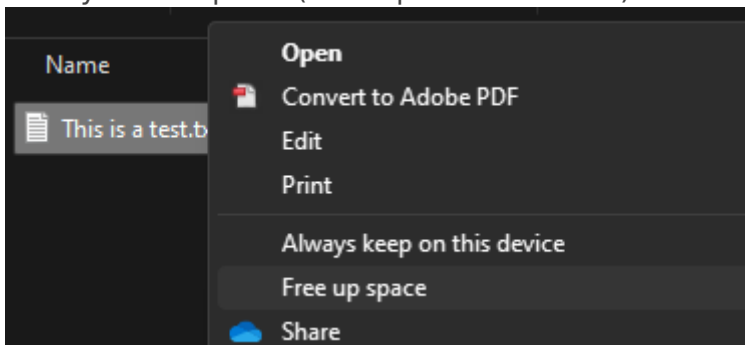 Name
This is a test.t
Open
Convert to Adobe PDF
Edit
Print
Always keep on this device
Free up space
Share